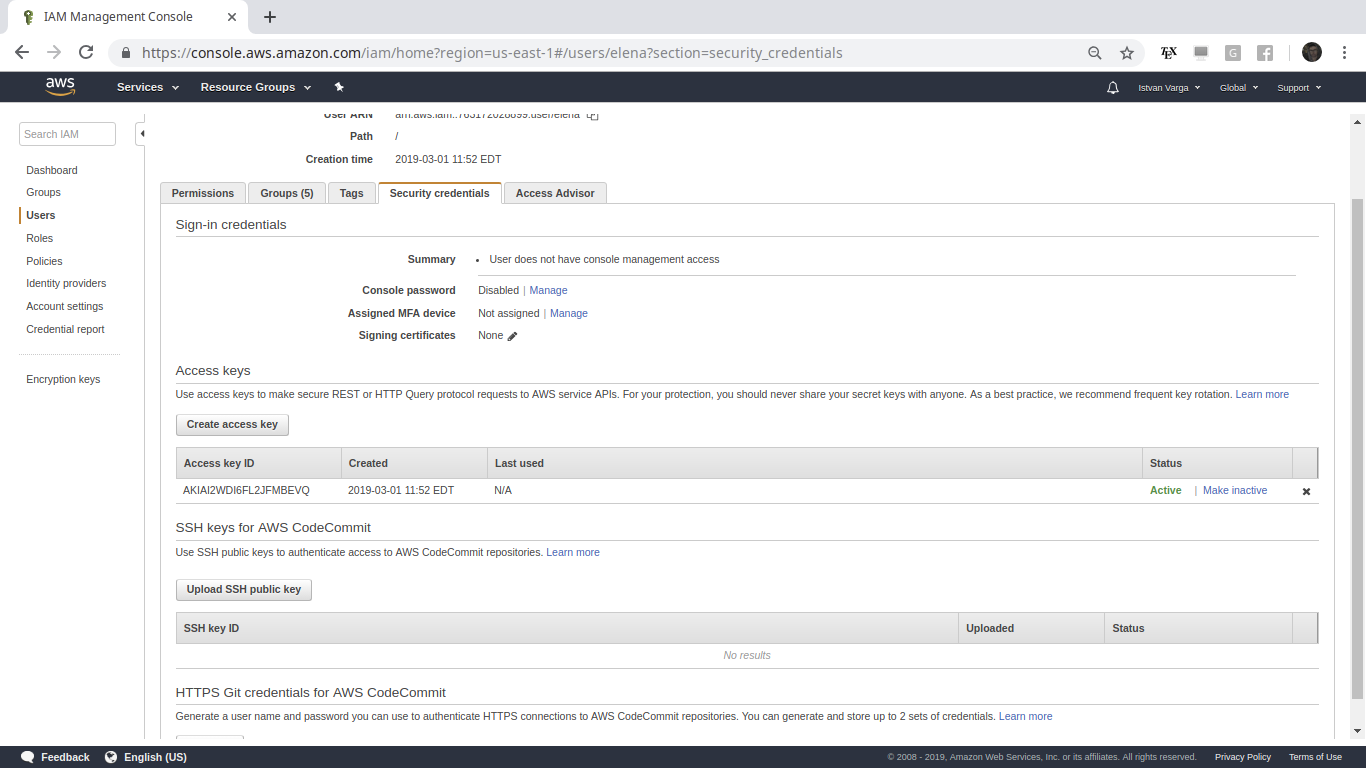 IAM Management Console
https://console.aws.amazon.com/iam/home?region=us-east-1#/users/elena?section=security_credentials
aws Services Resource Groups Istvan Varga Global Support
Search IAM
Dashboard
Groups
Users
Roles
Policies
Identity providers
Account settings
Credential report
Encryption keys
User ARN
Path /
Creation time 2019-03-01 11:52 EDT
Permissions Groups (5) Tags Security credentials Access Advisor
Sign-in credentials
Summary • User does not have console management access
Console password Disabled | Manage
Assigned MFA device Not assigned | Manage
Signing certificates None
Access keys
Use access keys to make secure REST or HTTP Query protocol requests to AWS service APIs. For your protection, you should never share your secret keys with anyone. As a best practice, we recommend frequent key rotation. Learn more
Create access key
Access key ID Created Last used Status
AKIAI2WDI6FL2JFMBEVQ 2019-03-01 11:52 EDT N/A Active | Make inactive
SSH keys for AWS CodeCommit
Use SSH public keys to authenticate access to AWS CodeCommit repositories. Learn more
Upload SSH public key
SSH key ID Uploaded Status
No results
HTTPS Git credentials for AWS CodeCommit
Generate a user name and password you can use to authenticate HTTPS connections to AWS CodeCommit repositories. You can generate and store up to 2 sets of credentials. Learn more
Feedback English (US) © 2008 - 2019, Amazon Web Services, Inc. or its affiliates. All rights reserved. Privacy Policy Terms of Use